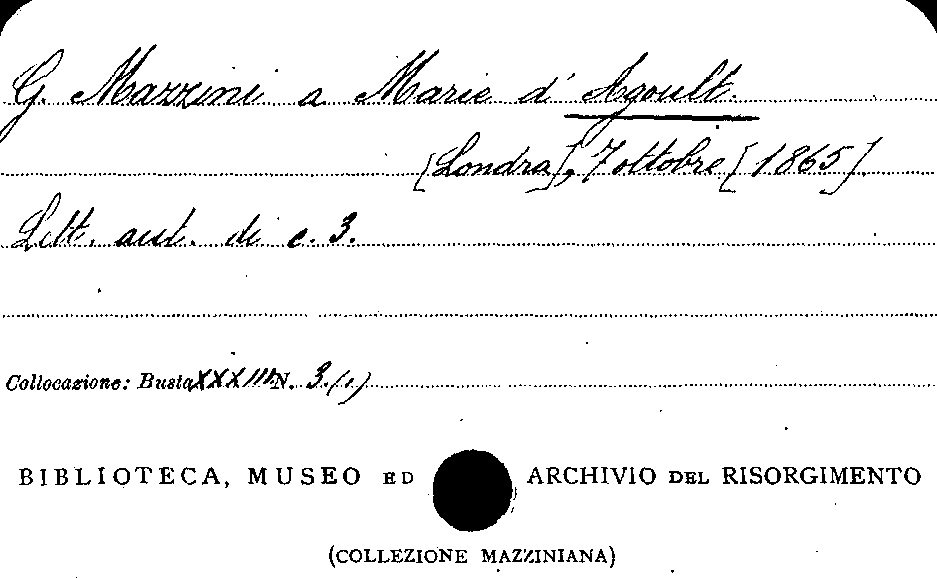 G. Mazzini a Marie d'Agoult.
[Londra], 7 ottobre [1865].
Lett. aut. di c. 3.
Collocazione: Busta XXXIII N. 3.(1)
BIBLIOTECA, MUSEO ED ARCHIVIO DEL RISORGIMENTO
(COLLEZIONE MAZZINIANA)